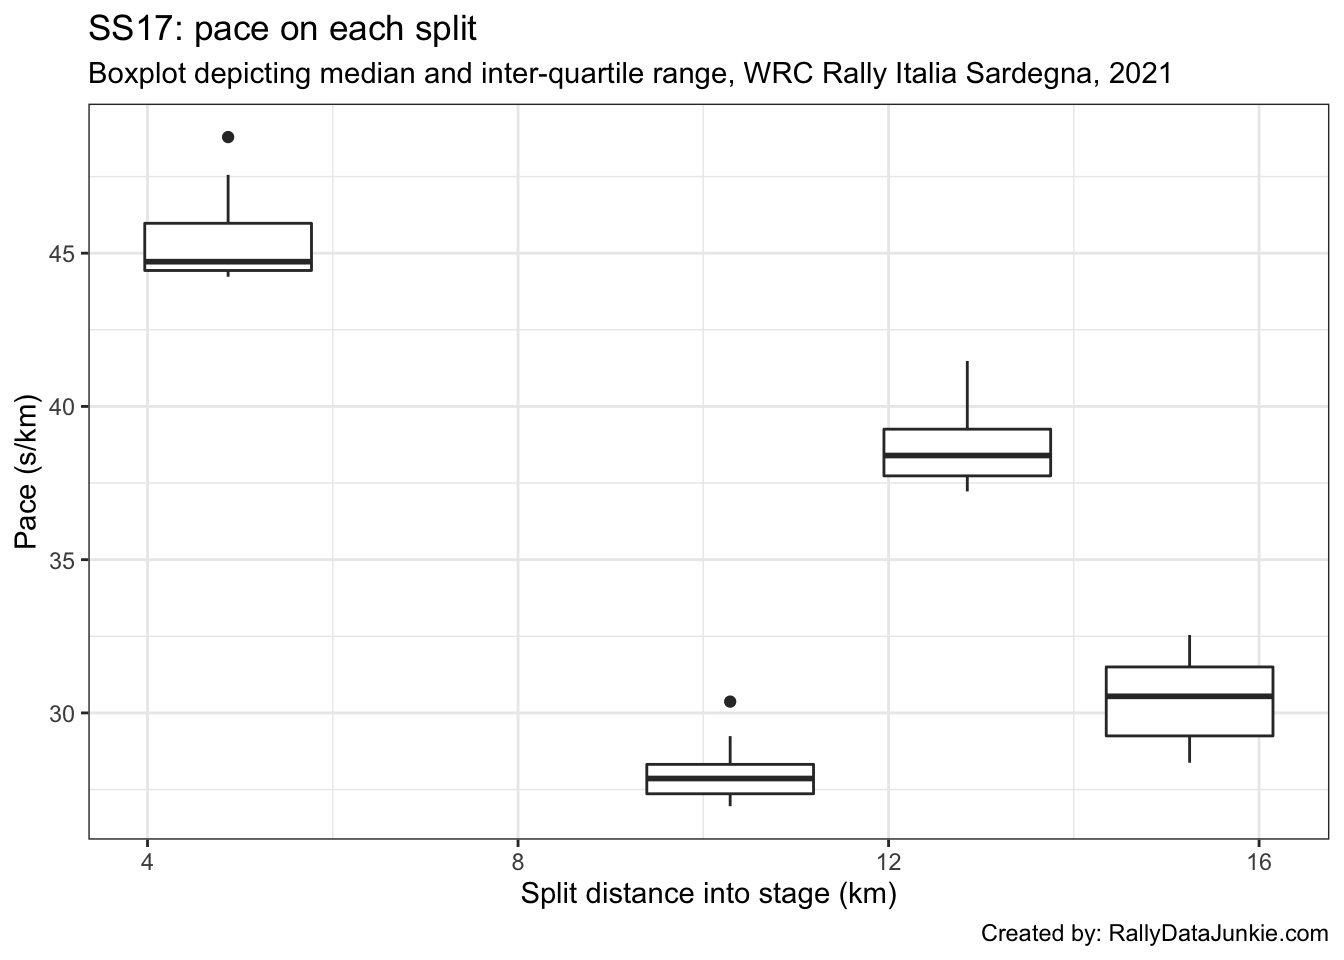 SS17: pace on each split
Boxplot depicting median and inter-quartile range, WRC Rally Italia Sardegna, 2021
Pace (s/km)
45
40
35
30
4 8 12 16
Split distance into stage (km)
Created by: RallyDataJunkie.com